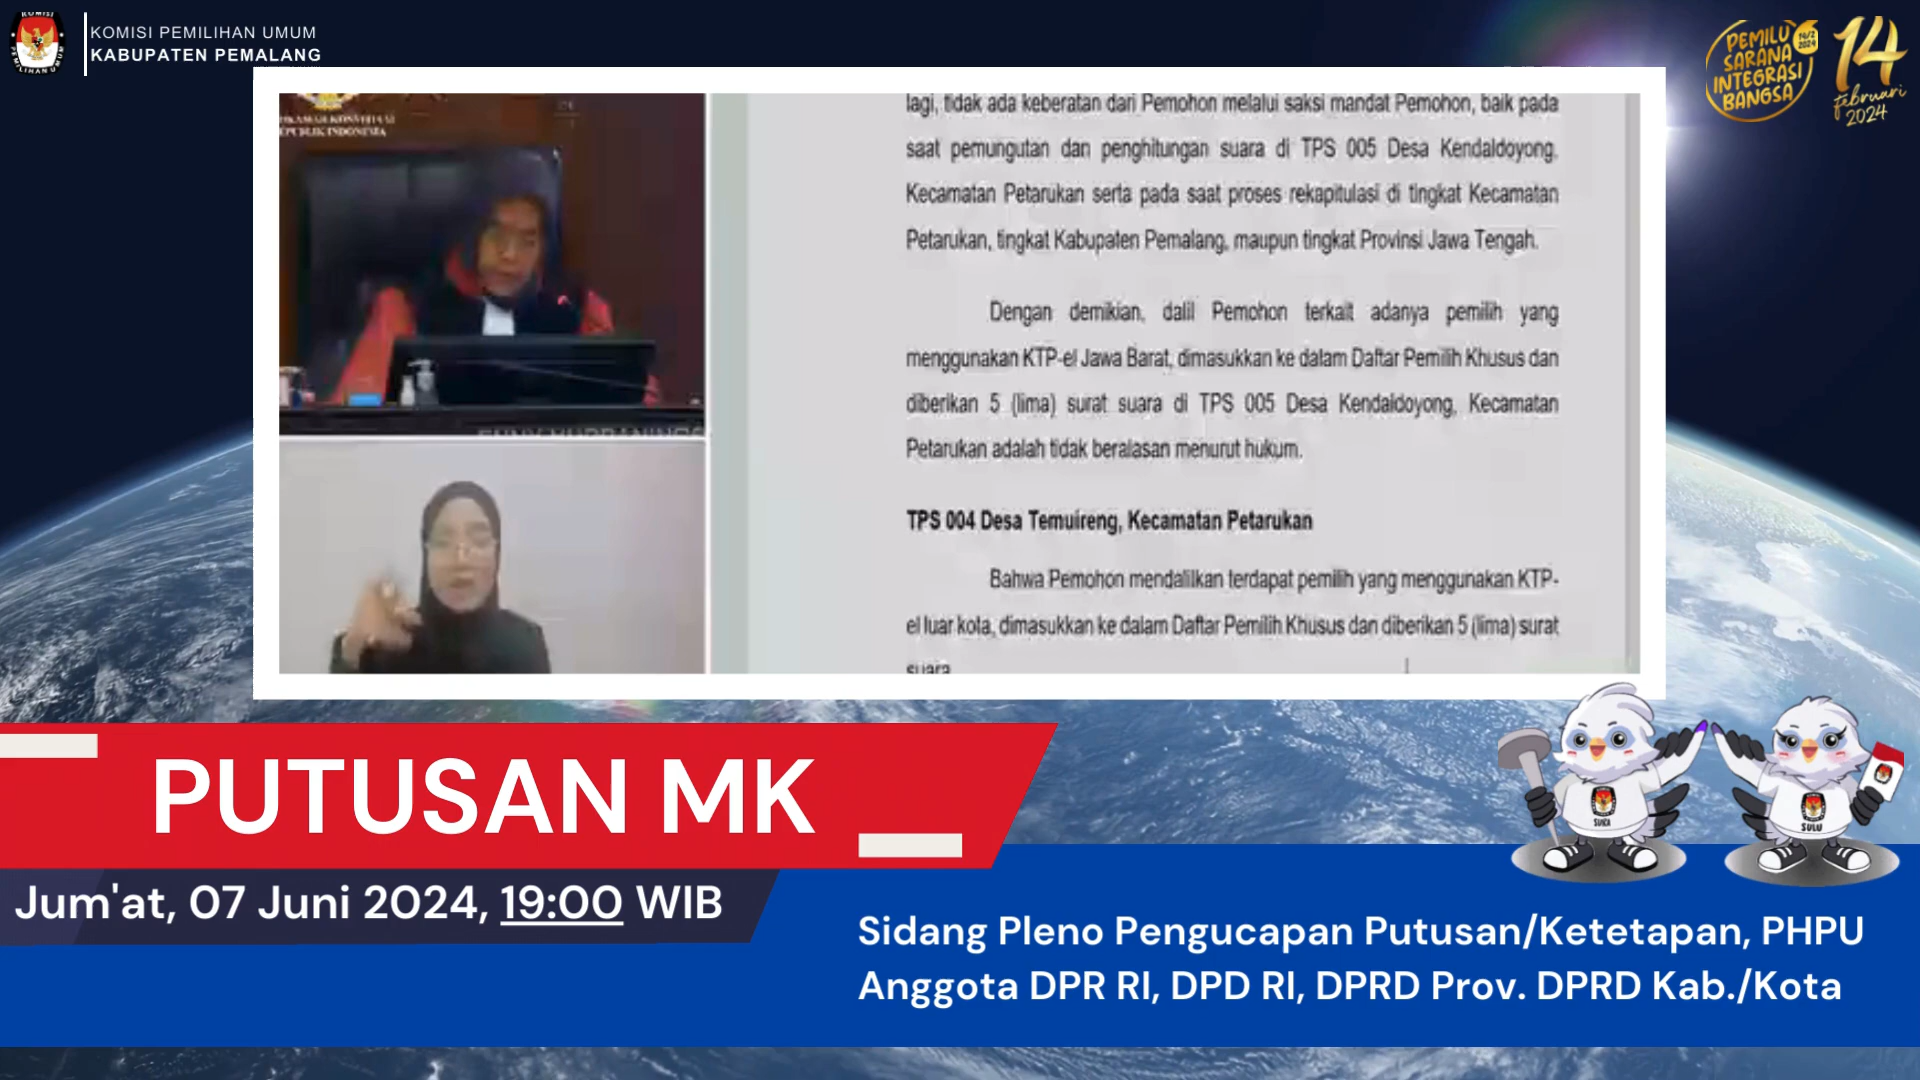 KOMISI PEMILIHAN UMUM
KABUPATEN PEMALANG
PEMILU
SARANA
INTEGRASI
BANGSA
14
Februari
2024
REPUBLIK INDONESIA
lagi, tidak ada keberatan dari Pemohon melalui saksi mandat Pemohon, baik pada
saat pemungutan dan penghitungan suara di TPS 005 Desa Kendaldoyong,
Kecamatan Petarukan serta pada saat proses rekapitulasi di tingkat Kecamatan
Petarukan, tingkat Kabupaten Pemalang, maupun tingkat Provinsi Jawa Tengah.
Dengan demikian, dalil Pemohon terkait adanya pemilih yang
menggunakan KTP-el Jawa Barat, dimasukkan ke dalam Daftar Pemilih Khusus dan
diberikan 5 (lima) surat suara di TPS 005 Desa Kendaldoyong, Kecamatan
Petarukan adalah tidak beralasan menurut hukum.
TPS 004 Desa Temuireng, Kecamatan Petarukan
Bahwa Pemohon mendalilkan terdapat pemilih yang menggunakan KTP-
el luar kota, dimasukkan ke dalam Daftar Pemilih Khusus dan diberikan 5 (lima) surat
suara
PUTUSAN MK
Jum'at, 07 Juni 2024, 19:00 WIB
SURA
SULU
Sidang Pleno Pengucapan Putusan/Ketetapan, PHPU
Anggota DPR RI, DPD RI, DPRD Prov. DPRD Kab./Kota